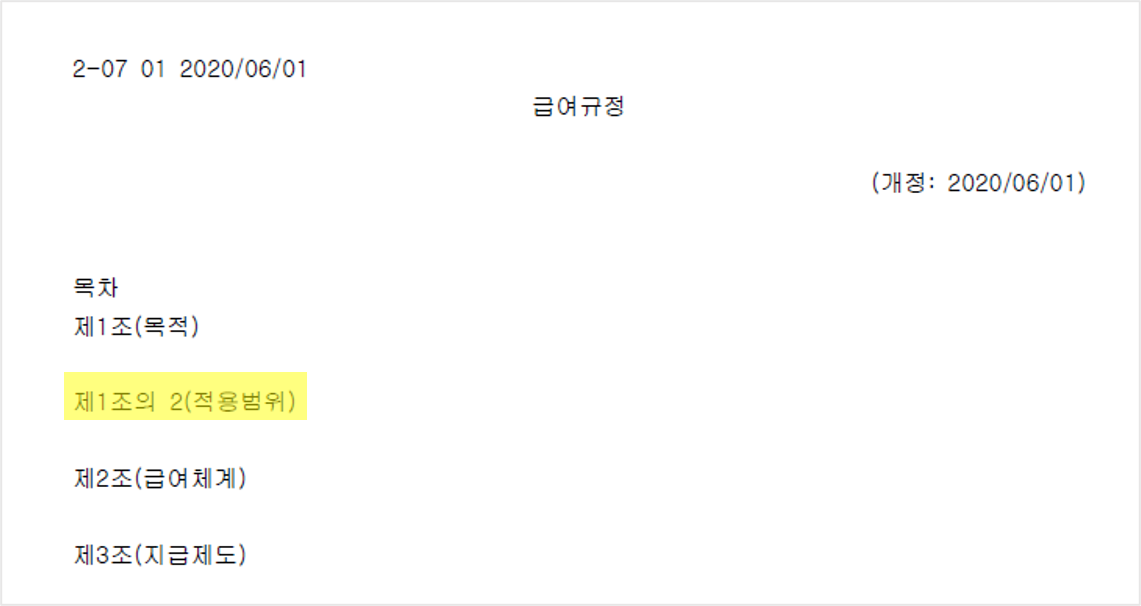 2-07 01 2020/06/01
급여규정
(개정: 2020/06/01)
목차
제1조(목적)
제1조의 2(적용범위)
제2조(급여체계)
제3조(지급제도)